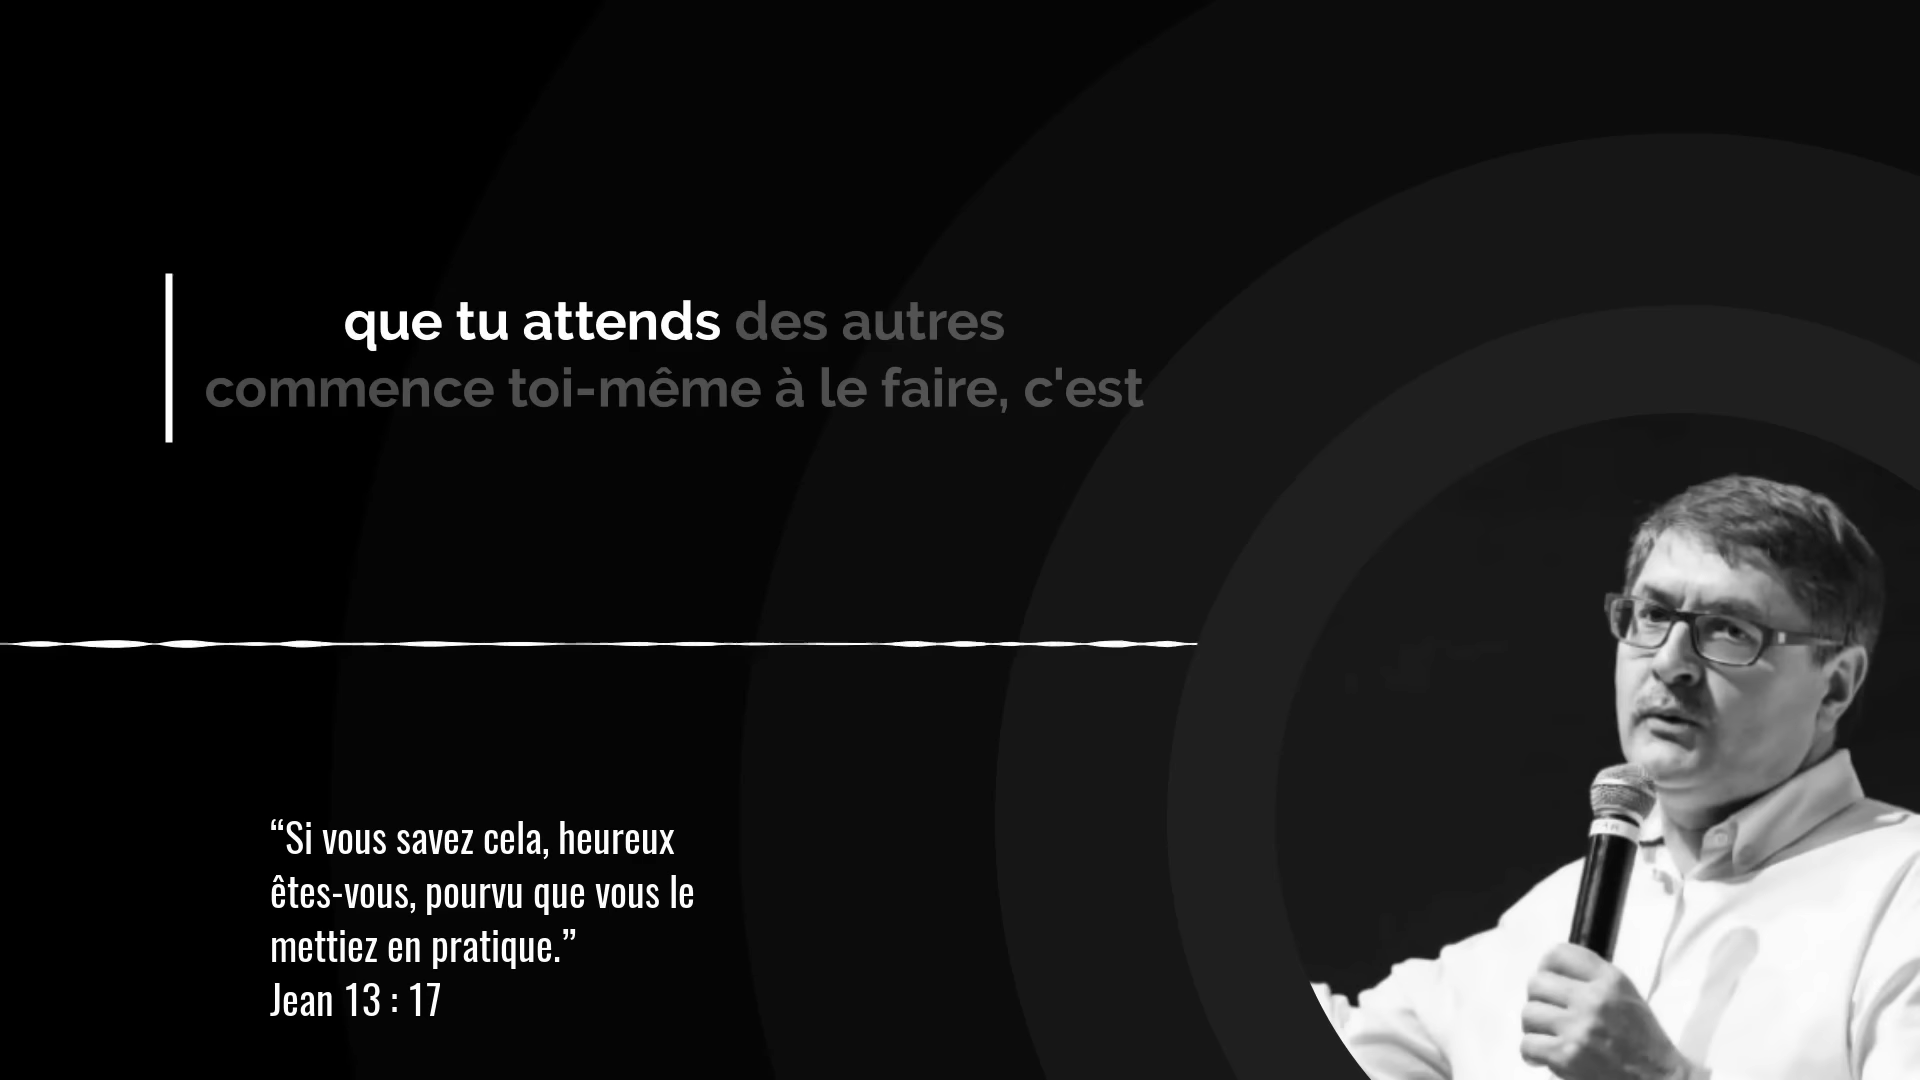 que tu attends des autres
commence toi-même à le faire, c'est
“Si vous savez cela, heureux
êtes-vous, pourvu que vous le
mettiez en pratique.”
Jean 13 : 17